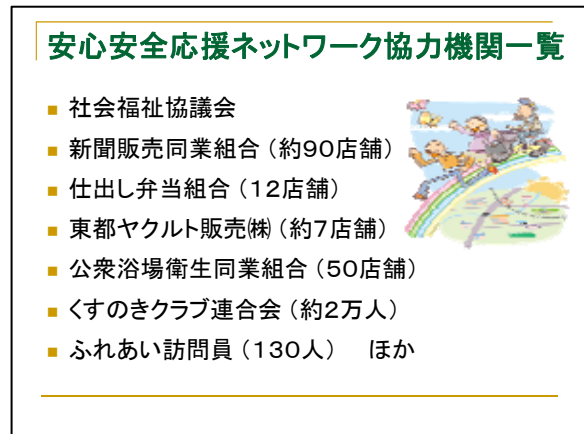 安心安全応援ネットワーク協力機関一覧
社会福祉協議会
新聞販売同業組合（約９０店舗）
仕出し弁当組合（１２店舗）
東都ヤクルト販売㈱（約７店舗）
公衆浴場衛生同業組合（５０店舗）
くすのきクラブ連合会（約２万人）
ふれあい訪問員（１３０人）　ほか